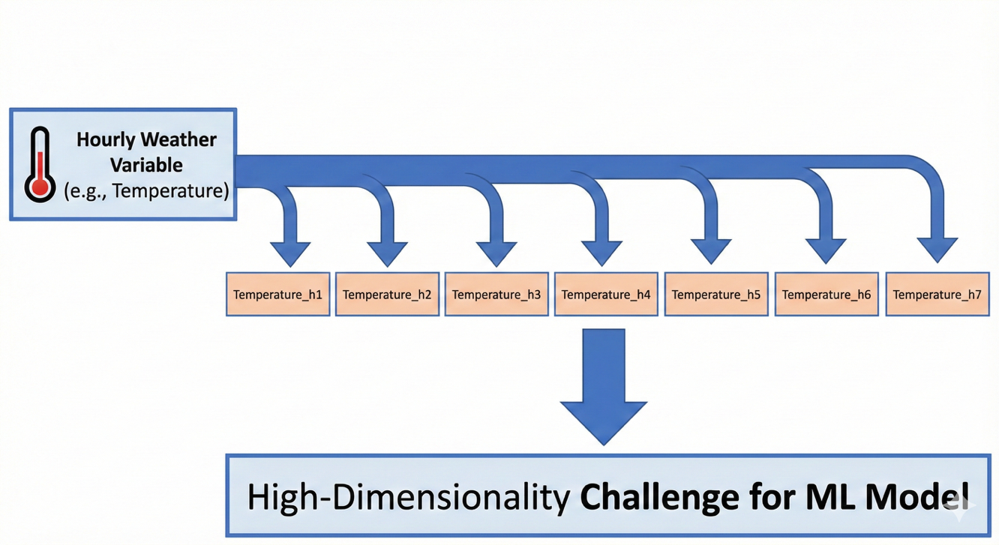 Hourly Weather
Variable
(e.g., Temperature)
Temperature_h1
Temperature_h2
Temperature_h3
Temperature_h4
Temperature_h5
Temperature_h6
Temperature_h7
High-Dimensionality Challenge for ML Model